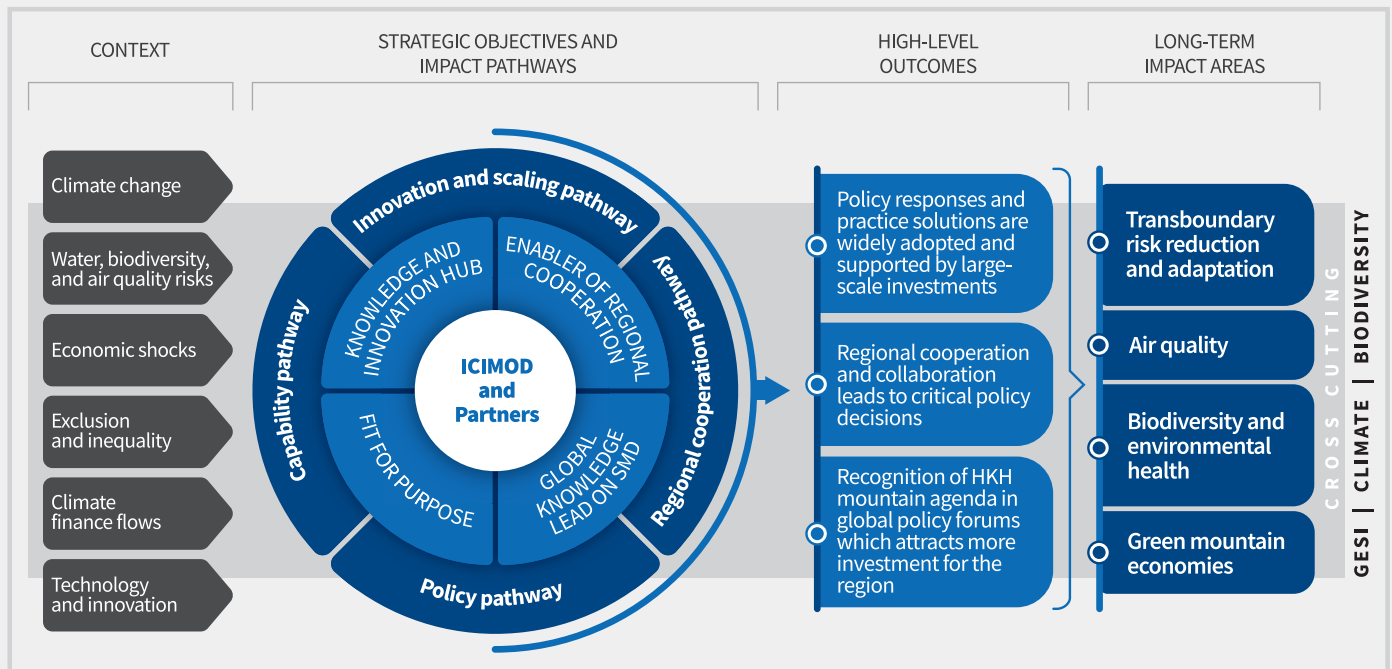 CONTEXT
STRATEGIC OBJECTIVES AND
IMPACT PATHWAYS
HIGH-LEVEL
OUTCOMES
LONG-TERM
IMPACT AREAS
Climate change
Water, biodiversity,
and air quality risks
Economic shocks
Exclusion
and inequality
Climate
finance flows
Technology
and innovation
Innovation and scaling pathway
Capability pathway
Regional cooperation pathway
Policy pathway
KNOWLEDGE AND
INNOVATION HUB
ENABLER OF REGIONAL
COOPERATION
FIT FOR PURPOSE
GLOBAL
KNOWLEDGE
LEAD ON SMD
ICIMOD
and
Partners
Policy responses and
practice solutions are
widely adopted and
supported by large-
scale investments
Regional cooperation
and collaboration
leads to critical policy
decisions
Recognition of HKH
mountain agenda in
global policy forums
which attracts more
investment for the
region
Transboundary
risk reduction
and adaptation
Air quality
Biodiversity and
environmental
health
Green mountain
economies
CROSS CUTTING
GESI | CLIMATE | BIODIVERSITY